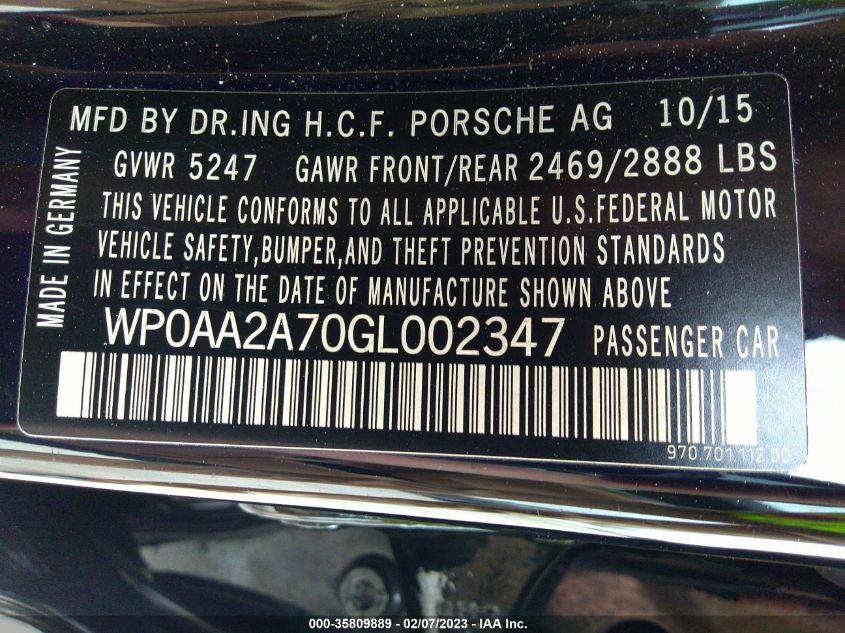 MFD BY DR.ING H.C.F. PORSCHE AG 10/15
GVWR 5247 GAWR FRONT/REAR 2469/2888 LBS
THIS VEHICLE CONFORMS TO ALL APPLICABLE U.S.FEDERAL MOTOR
VEHICLE SAFETY,BUMPER,AND THEFT PREVENTION STANDARDS
IN EFFECT ON THE DATE OF MANUFACTURE SHOWN ABOVE
MADE IN GERMANY
WP0AA2A70GL002347 PASSENGER CAR
970.701.112.00
000-35809889 - 02/07/2023 - IAA Inc.